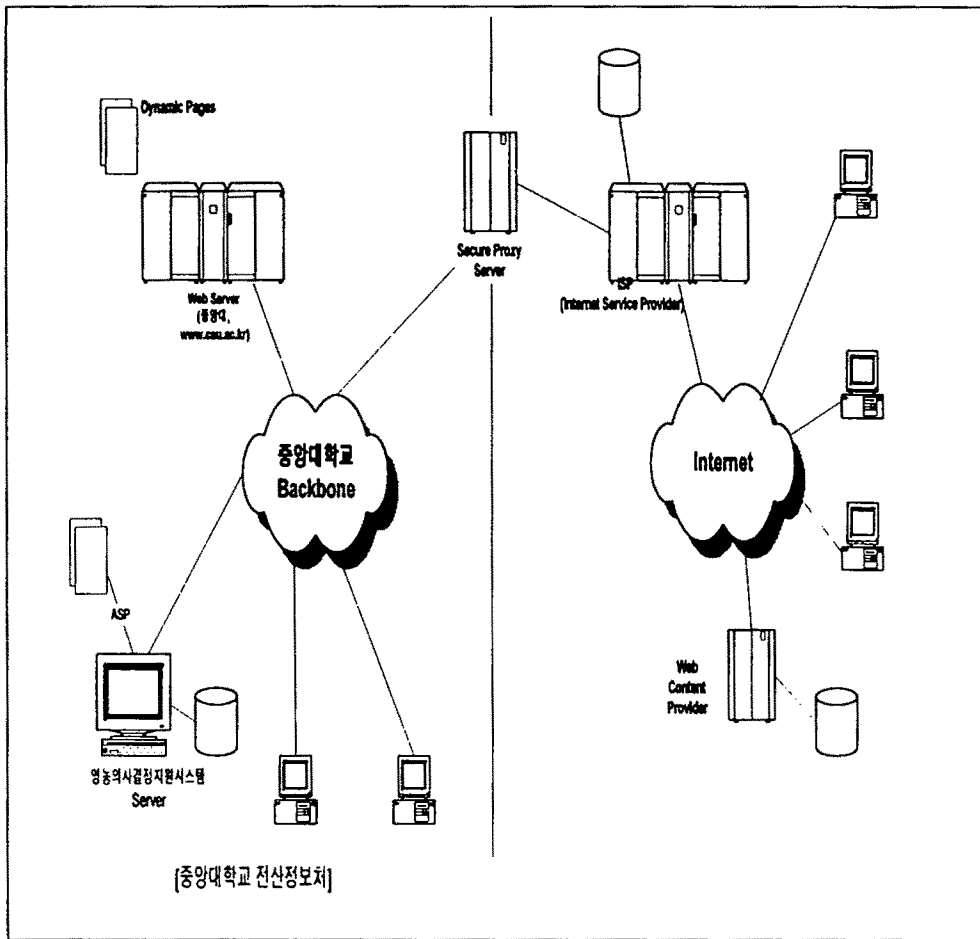 Dynamic Pages
Secure Proxy
Server
Web Server
(중앙대,
www.cau.ac.kr)
ISP
(Internet Service Provider)
중앙대학교
Backbone
Internet
ASP
Web
Content
Provider
영농의사결정지원시스템
Server
[중앙대학교 전산정보처]